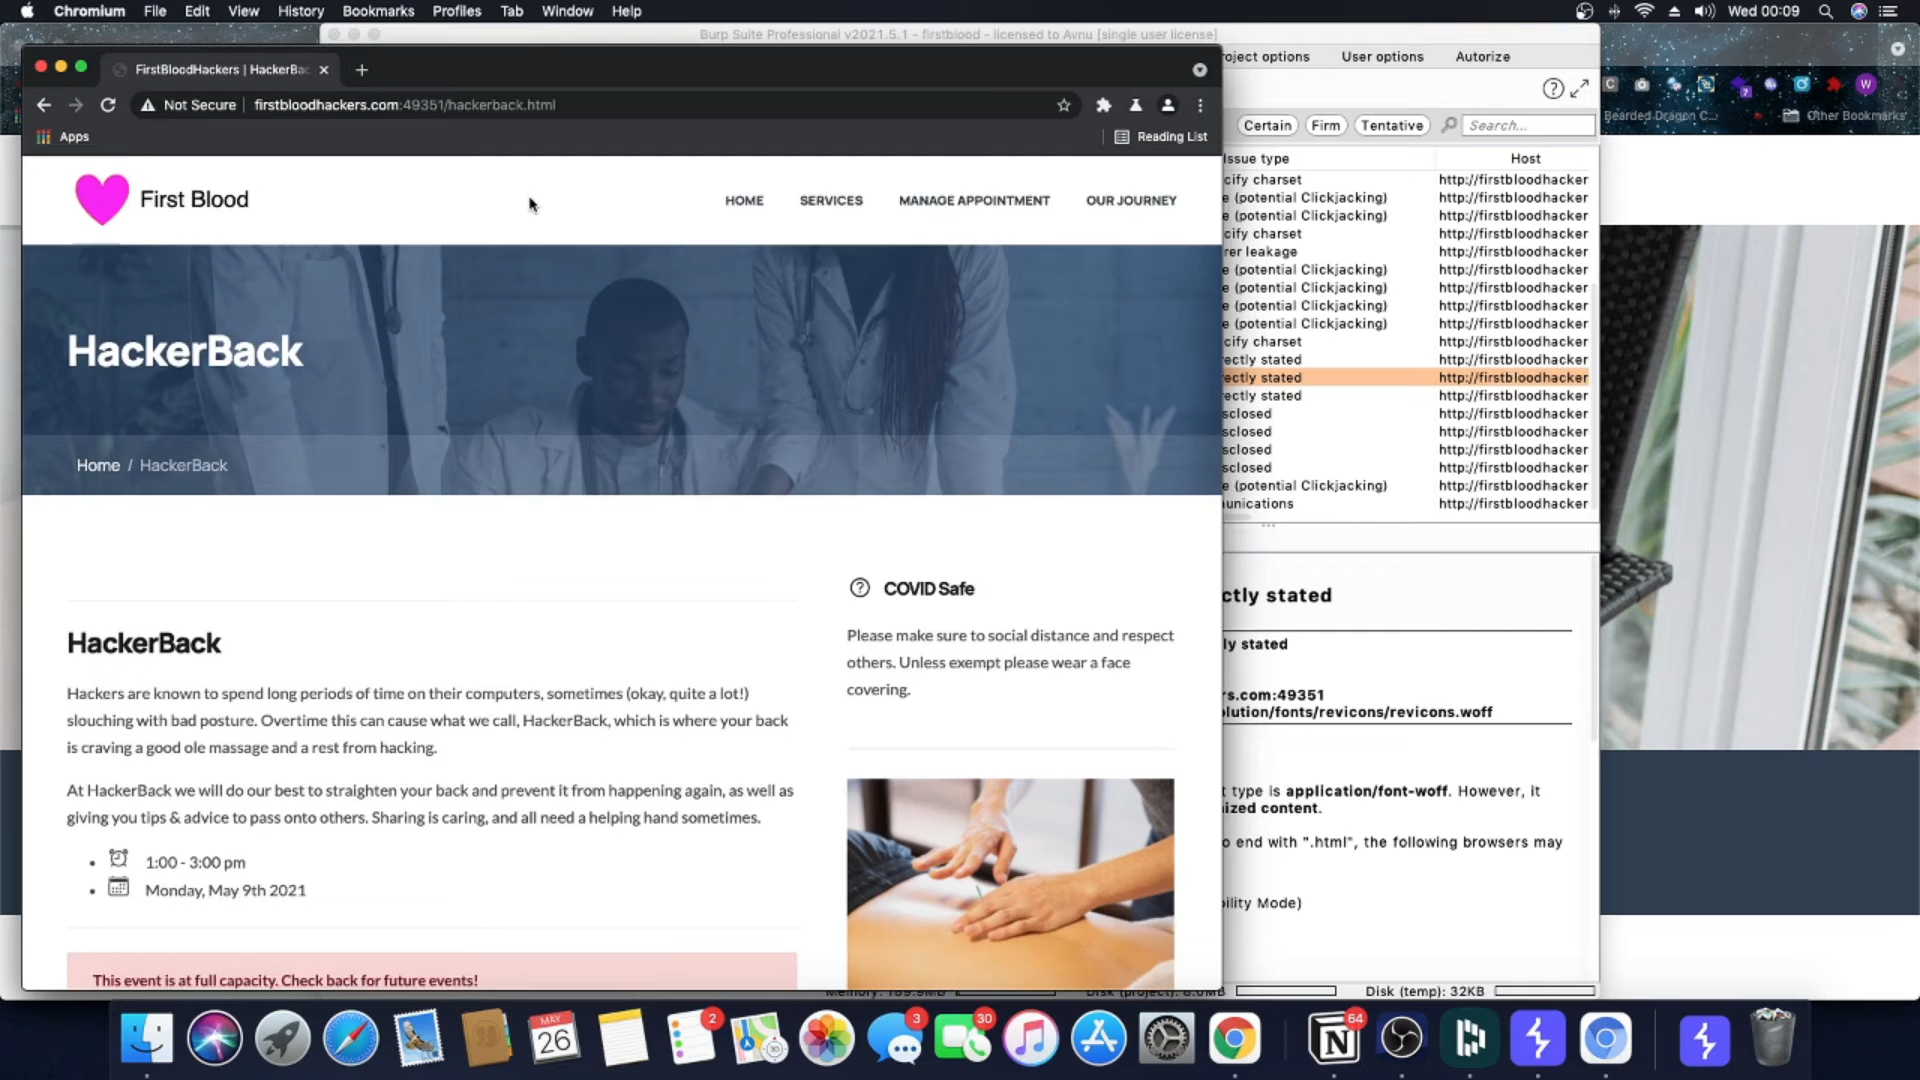 Chromium File Edit View History Bookmarks Profiles Tab Window Help
Wed 00:09
Burp Suite Professional v2021.5.1 - firstblood - licensed to Avnu [single user license]
FirstBloodHackers | HackerBa
Not Secure firstbloodhackers.com:49351/hackerback.html
Apps
Reading List
First Blood
HOME SERVICES MANAGE APPOINTMENT OUR JOURNEY
HackerBack
Home / HackerBack
HackerBack
Hackers are known to spend long periods of time on their computers, sometimes (okay, quite a lot!)
slouching with bad posture. Overtime this can cause what we call, HackerBack, which is where your back
is craving a good ole massage and a rest from hacking.
At HackerBack we will do our best to straighten your back and prevent it from happening again, as well as
giving you tips & advice to pass onto others. Sharing is caring, and all need a helping hand sometimes.
1:00 - 3:00 pm
Monday, May 9th 2021
This event is at full capacity. Check back for future events!
COVID Safe
Please make sure to social distance and respect
others. Unless exempt please wear a face
covering.
roject options User options Autorize
Certain Firm Tentative Search...
Issue type Host
cify charset http://firstbloodhacker
e (potential Clickjacking) http://firstbloodhacker
e (potential Clickjacking) http://firstbloodhacker
cify charset http://firstbloodhacker
rer leakage http://firstbloodhacker
e (potential Clickjacking) http://firstbloodhacker
e (potential Clickjacking) http://firstbloodhacker
e (potential Clickjacking) http://firstbloodhacker
e (potential Clickjacking) http://firstbloodhacker
cify charset http://firstbloodhacker
ectly stated http://firstbloodhacker
ectly stated http://firstbloodhacker
ectly stated http://firstbloodhacker
sclosed http://firstbloodhacker
sclosed http://firstbloodhacker
sclosed http://firstbloodhacker
sclosed http://firstbloodhacker
e (potential Clickjacking) http://firstbloodhacker
unications http://firstbloodhacker
ctly stated
ly stated
rs.com:49351
lution/fonts/revicons/revicons.woff
t type is application/font-woff. However, it
ized content.
o end with ".html", the following browsers may
ility Mode)
Disk (temp): 32KB
Bearded Dragon C...
Other Bookmarks
MAY
26
2
3
30
64